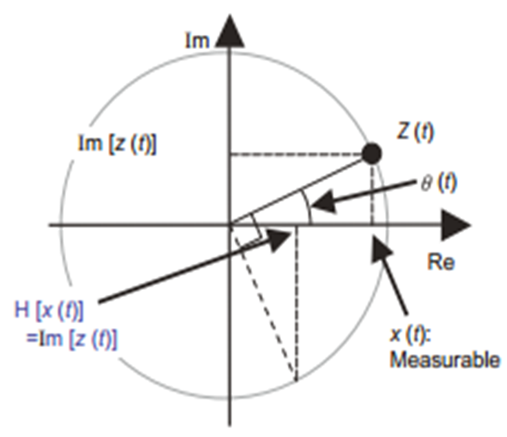 Im
Z (t)
Im [z (t)]
θ (t)
Re
H [x (t)]
=Im [z (t)]
x (t):
Measurable